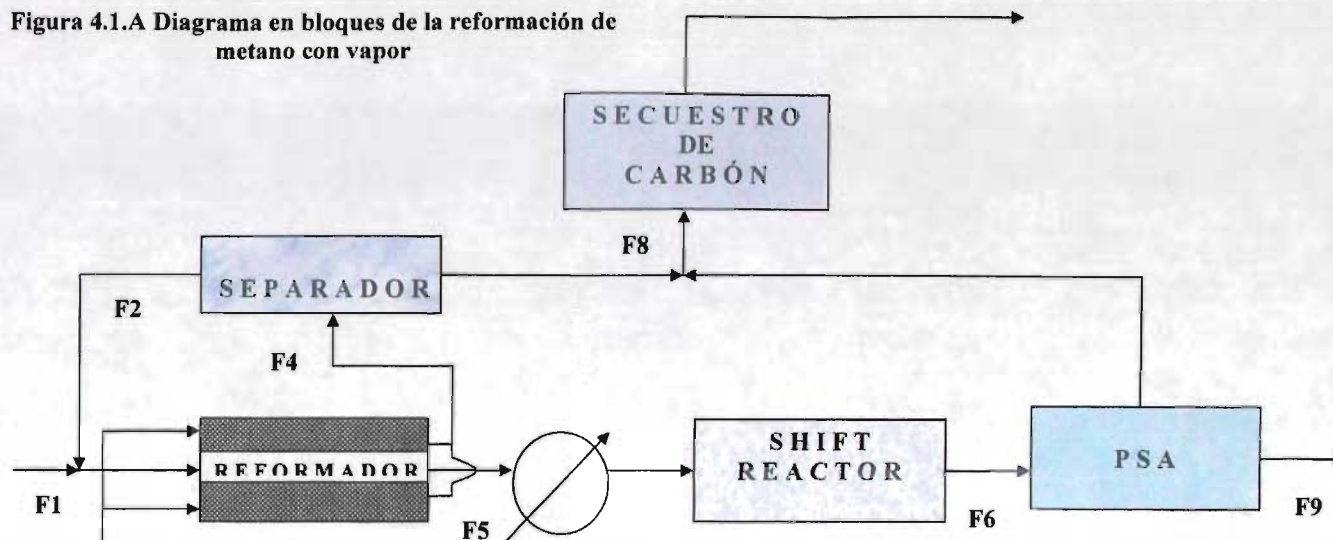 Figura 4.1.A Diagrama en bloques de la reformación de
metano con vapor
SECUESTRO
DE
CARBÓN
F8
SEPARADOR
F2
F4
REFORMADOR
SHIFT
REACTOR
PSA
F1
F5
F6
F9